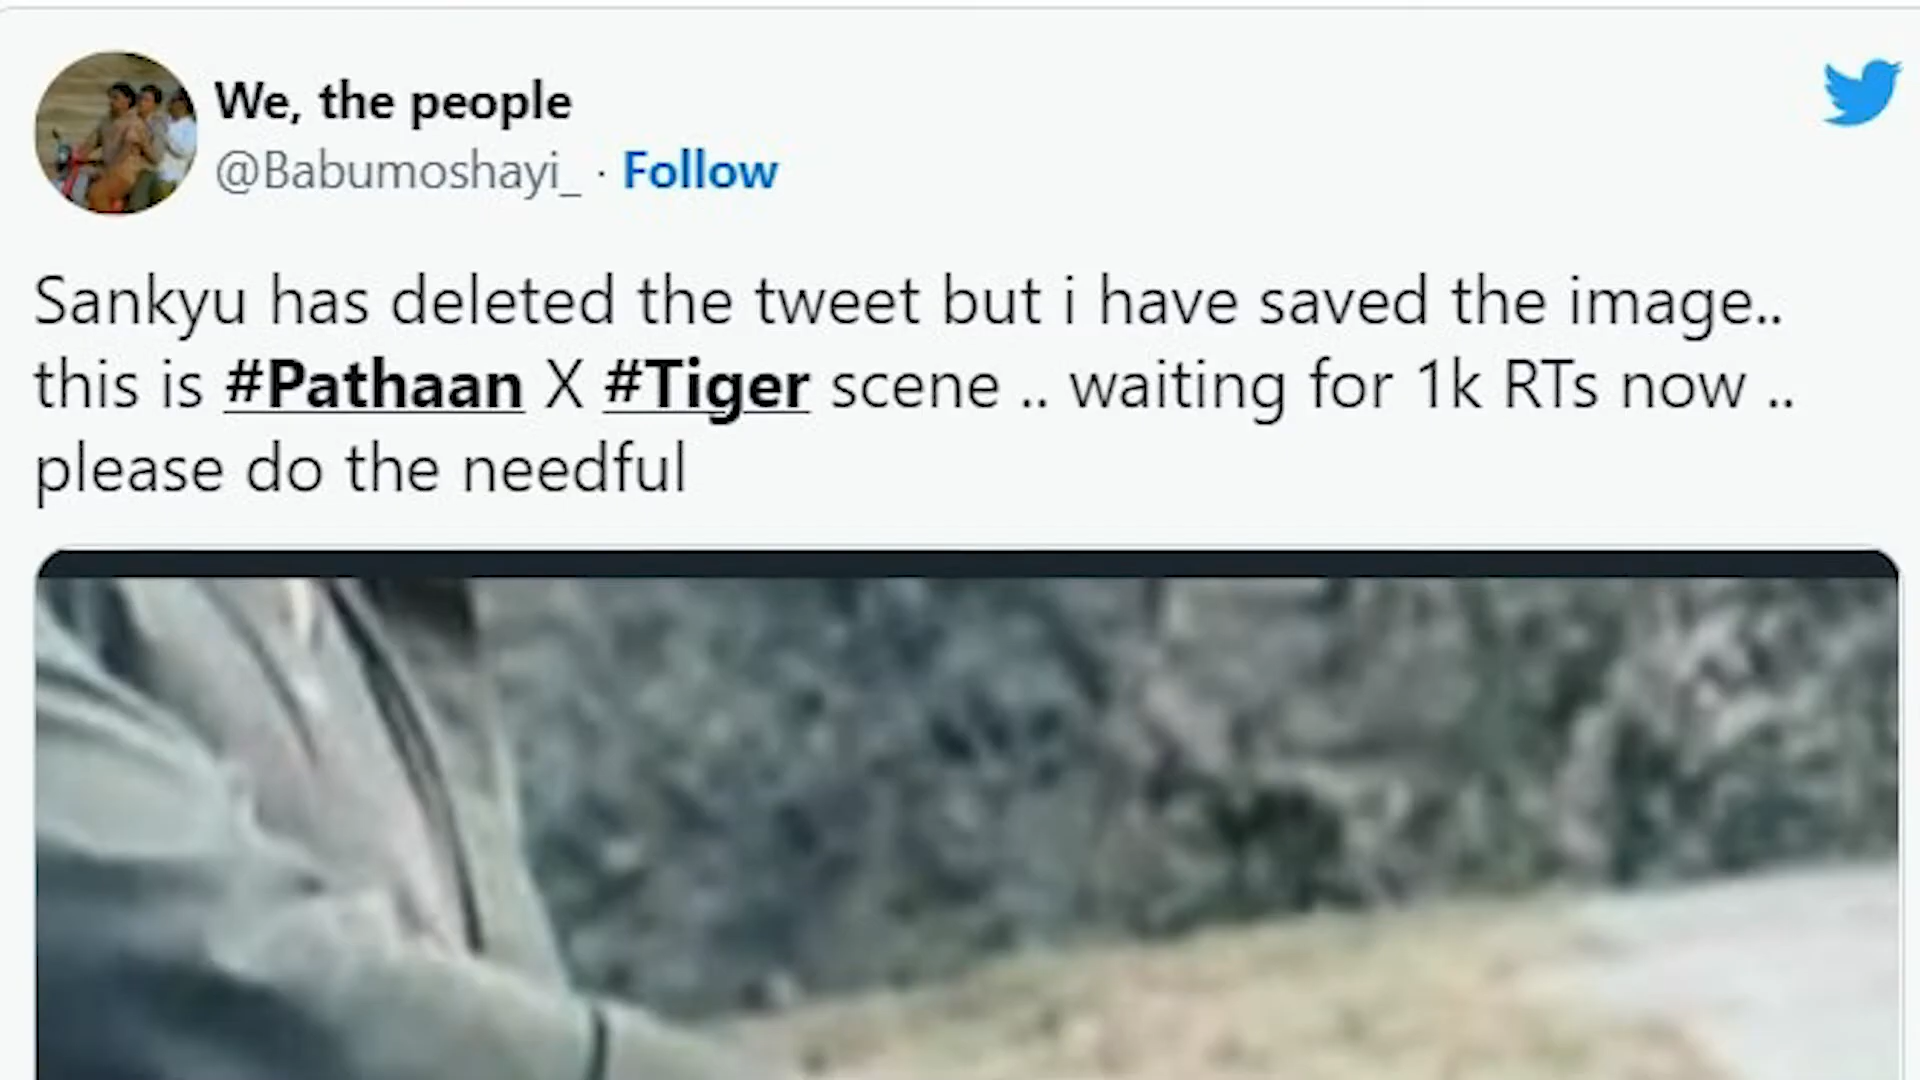 We, the people
@Babumoshayi_ · Follow
Sankyu has deleted the tweet but i have saved the image..
this is #Pathaan X #Tiger scene .. waiting for 1k RTs now ..
please do the needful